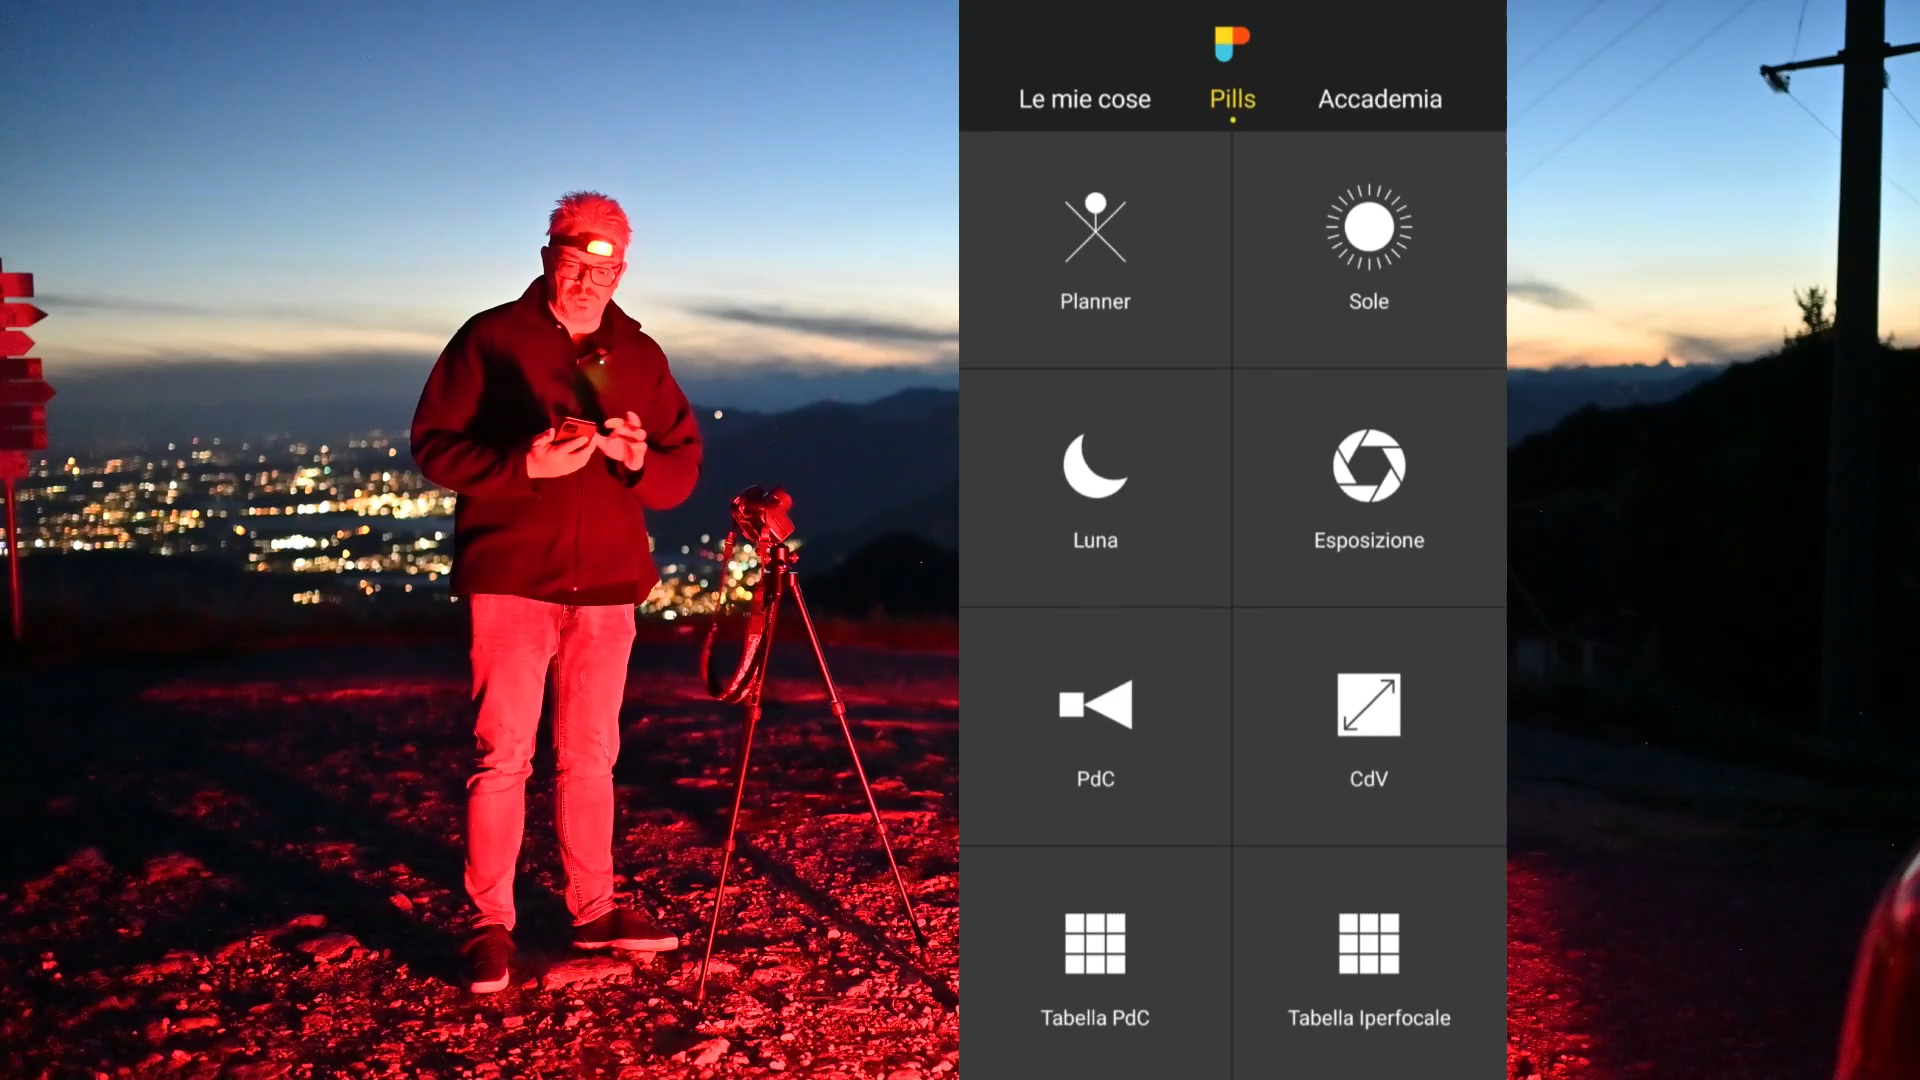 Le mie cose Pills Accademia
Planner Sole
Luna Esposizione
PdC CdV
Tabella PdC Tabella Iperfocale